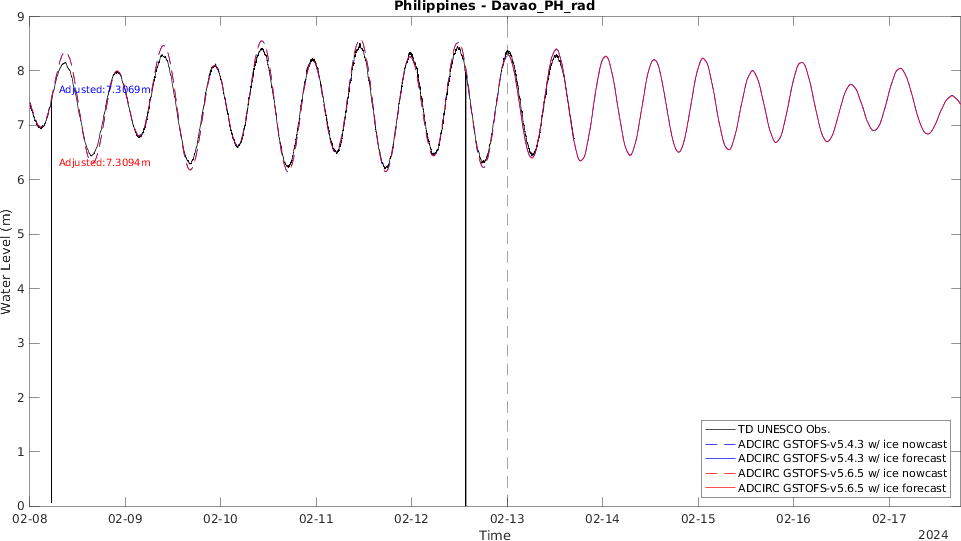 Philippines - Davao_PH_rad
9
8
7
6
5
4
3
2
1
0
Water Level (m)
Adjusted:7.3069m
Adjusted:7.3094m
TD UNESCO Obs.
ADCIRC GSTOFS-v5.4.3 w/ ice nowcast
ADCIRC GSTOFS-v5.4.3 w/ ice forecast
ADCIRC GSTOFS-v5.6.5 w/ ice nowcast
ADCIRC GSTOFS-v5.6.5 w/ ice forecast
02-08 02-09 02-10 02-11 02-12 02-13 02-14 02-15 02-16 02-17
Time
2024